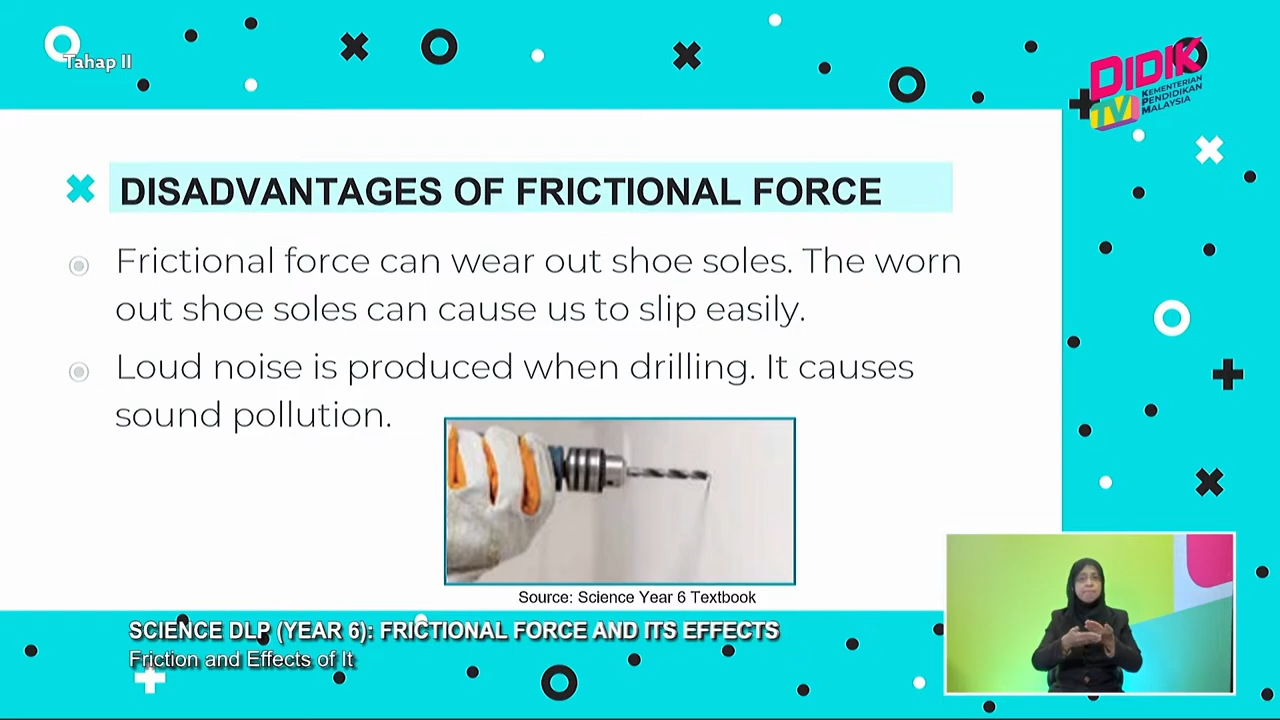 Tahap II
DIDIK
TV
KEMENTERIAN
PENDIDIKAN
MALAYSIA
DISADVANTAGES OF FRICTIONAL FORCE
Frictional force can wear out shoe soles. The worn
out shoe soles can cause us to slip easily.
Loud noise is produced when drilling. It causes
sound pollution.
Source: Science Year 6 Textbook
SCIENCE DLP (YEAR 6): FRICTIONAL FORCE AND ITS EFFECTS
Friction and Effects of It